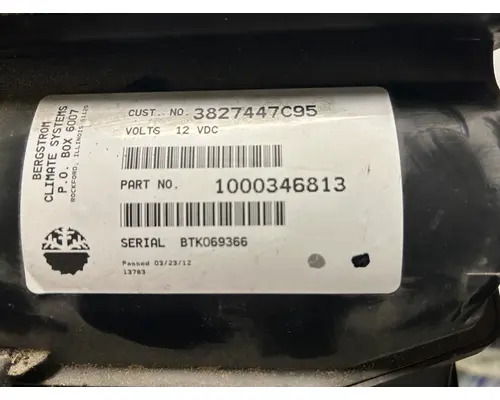 BERGSTROM
CLIMATE SYSTEMS
P.O. BOX 6007
ROCKFORD, ILLINOIS 61125
CUST. NO. 3827447C95
VOLTS 12 VDC
PART NO. 1000346813
SERIAL BTK069366
Passed 03/23/12
13783